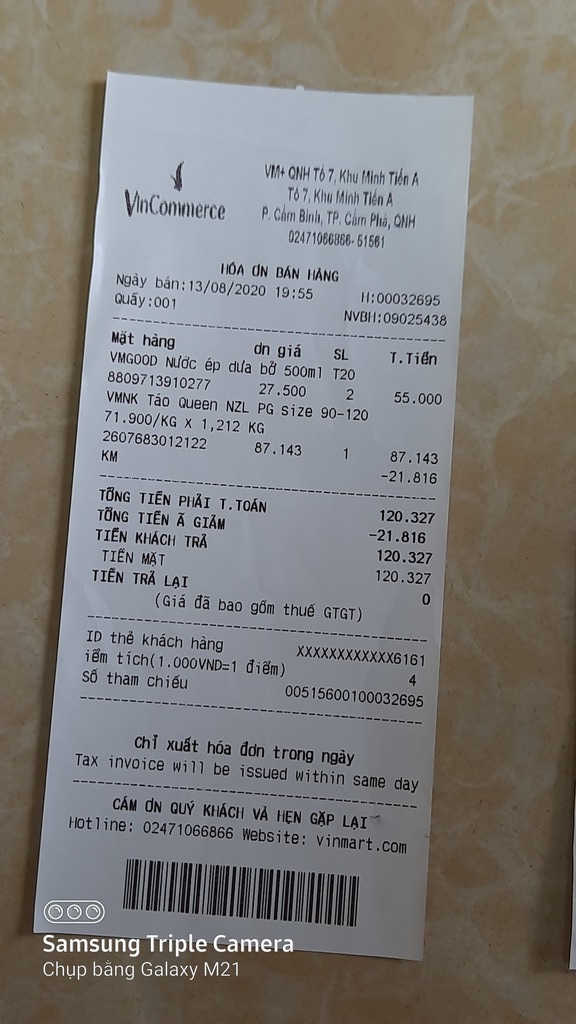 VinCommerce
VM+ QNH Tổ 7, Khu Minh Tiến A
Tổ 7, Khu Minh Tiến A
P. Cẩm Bình, TP. Cẩm Phả, QNH
02471066866- 51561
HÓA ƠN BÁN HÀNG
Ngày bán:13/08/2020 19:55 H:00032695
Quầy:001 NVBH:09025438
Mặt hàng ơn giá SL T.Tiền
VMGOOD Nước ép dưa bở 500ml T20
8809713910277 27.500 2 55.000
VMNK Táo Queen NZL PG size 90-120
71.900/KG X 1,212 KG
2607683012122 87.143 1 87.143
KM -21.816
TỔNG TIỀN PHẢI T.TOÁN 120.327
TỔNG TIỀN Ã GIẢM -21.816
TIỀN KHÁCH TRẢ 120.327
TIỀN MẶT 120.327
TIỀN TRẢ LẠI 0
(Giá đã bao gồm thuế GTGT)
ID thẻ khách hàng XXXXXXXXXXXX6161
iểm tích(1.000VND=1 điểm) 4
Số tham chiếu 00515600100032695
Chỉ xuất hóa đơn trong ngày
Tax invoice will be issued within same day
CẢM ƠN QUÝ KHÁCH VÀ HẸN GẶP LẠI
Hotline: 02471066866 Website: vinmart.com
Samsung Triple Camera
Chụp bằng Galaxy M21